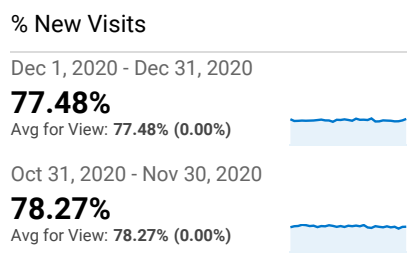 % New Visits
Dec 1, 2020 - Dec 31, 2020
77.48%
Avg for View: 77.48% (0.00%)
Oct 31, 2020 - Nov 30, 2020
78.27%
Avg for View: 78.27% (0.00%)